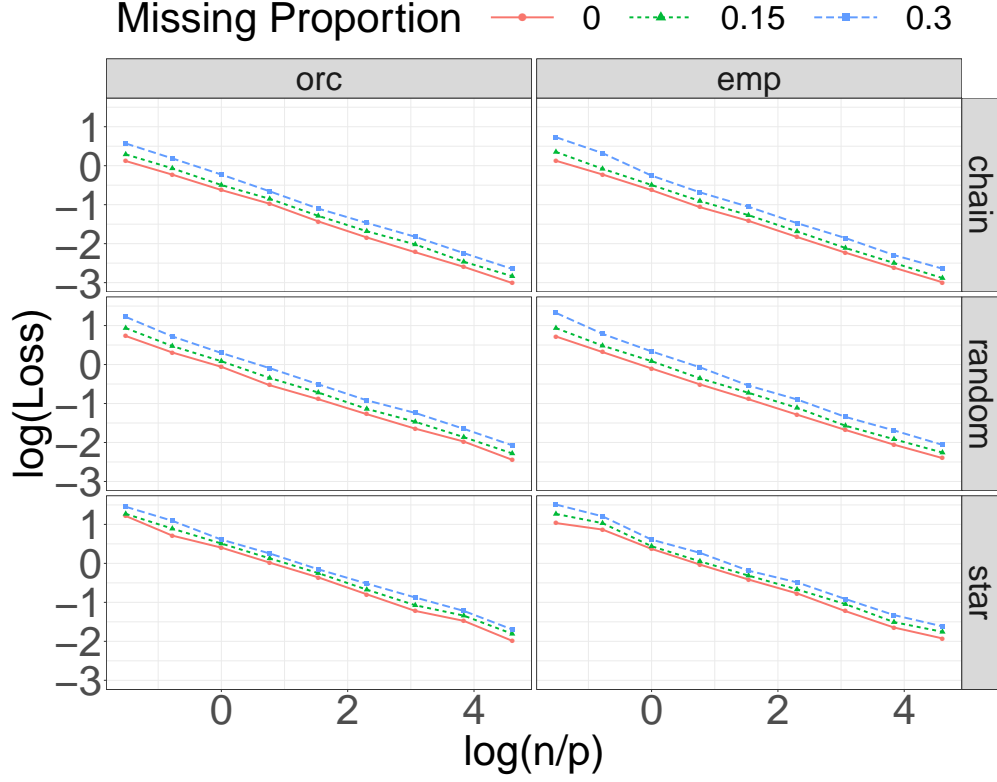 Missing Proportion 0 0.15 0.3
orc emp
1
0
−1
−2
−3
chain
1
0
−1
−2
−3
random
1
0
−1
−2
−3
star
log(Loss)
0 2 4 0 2 4
log(n/p)